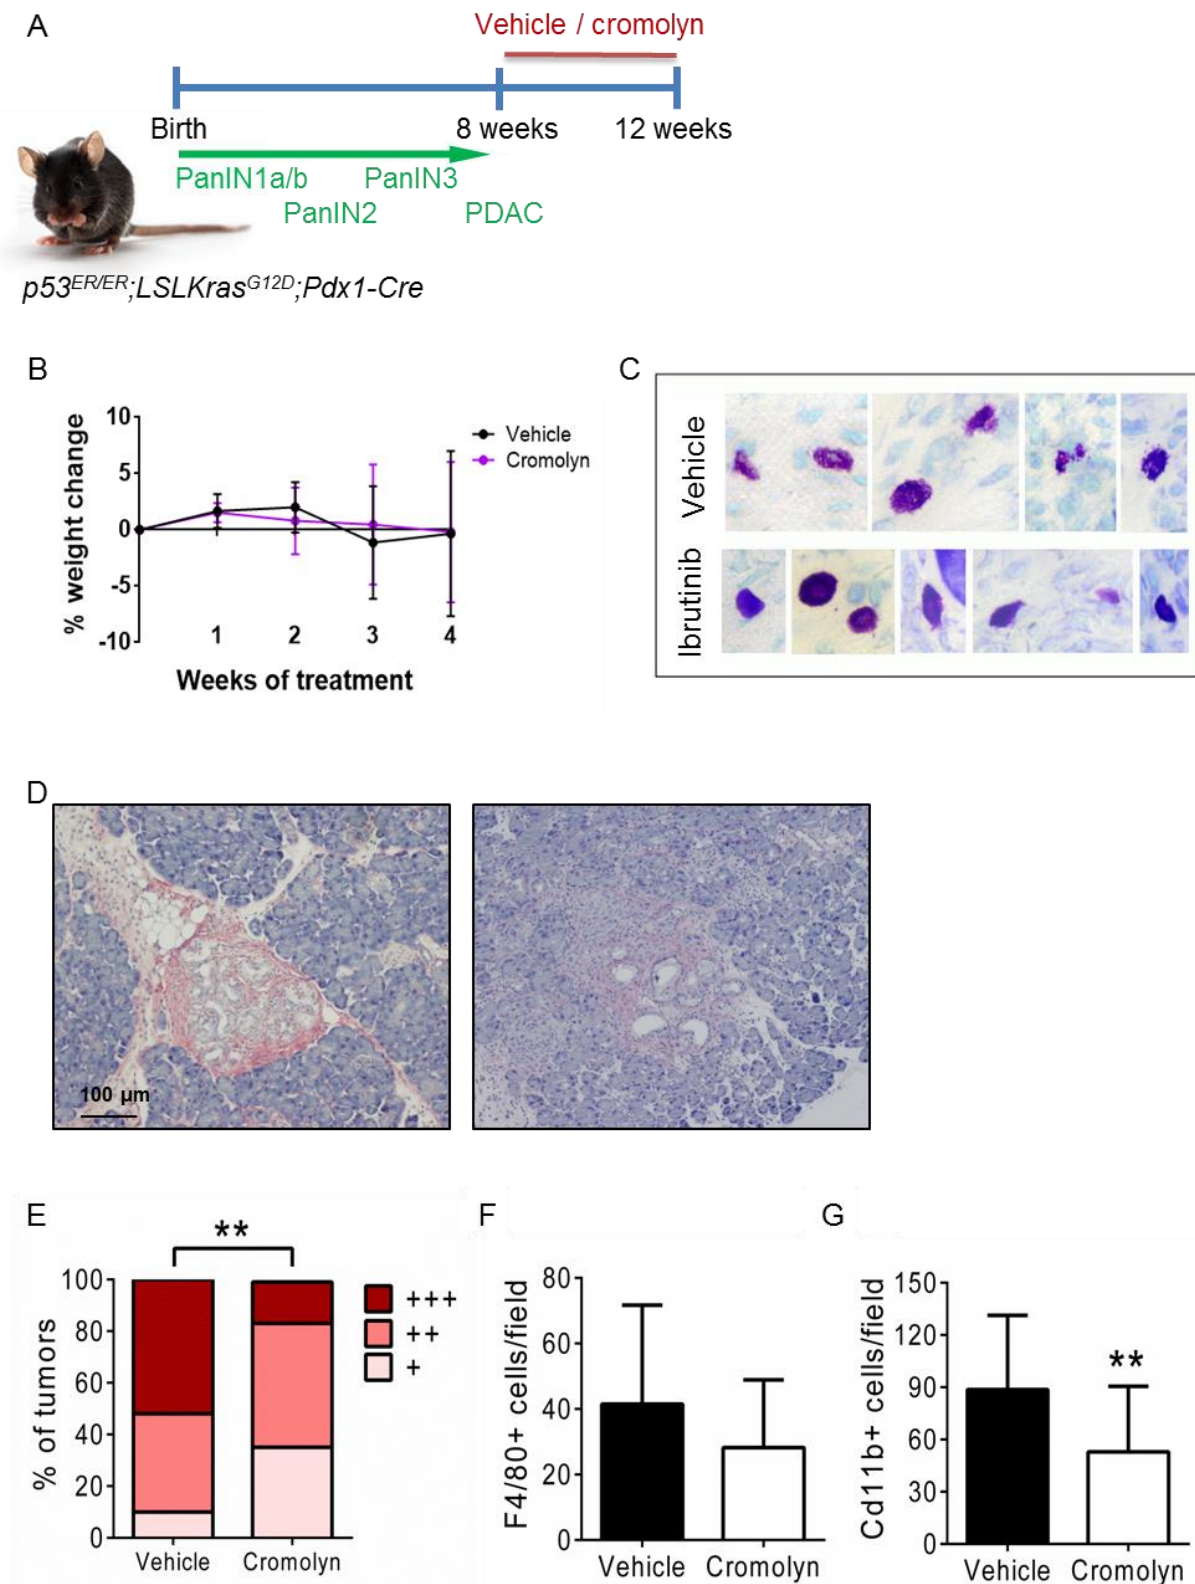 A
Vehicle / cromolyn
Birth
8 weeks
12 weeks
PanIN1a/b
PanIN3
PanIN2
PDAC
p53ER/ER;LSLKrasG12D;Pdx1-Cre
B
% weight change
10
5
0
-5
-10
1 2 3 4
Weeks of treatment
Vehicle
Cromolyn
C
Vehicle
Ibrutinib
D
100 µm
E
**
% of tumors
100
80
60
40
20
0
Vehicle Cromolyn
+++
++
+
F
F4/80+ cells/field
80
60
40
20
0
Vehicle Cromolyn
G
Cd11b+ cells/field
150
120
90
60
30
0
**
Vehicle Cromolyn